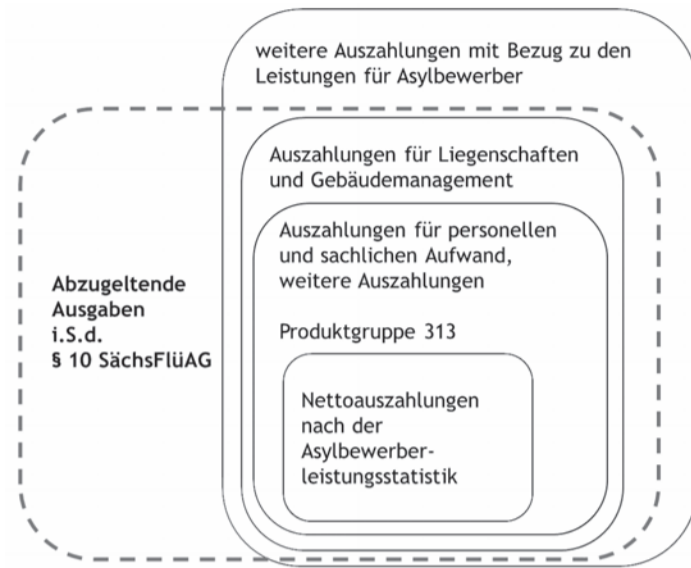 weitere Auszahlungen mit Bezug zu den
Leistungen für Asylbewerber
Auszahlungen für Liegenschaften
und Gebäudemanagement
Auszahlungen für personellen
und sachlichen Aufwand,
weitere Auszahlungen
Abzugeltende
Ausgaben
i.S.d.
§ 10 SächsFlüAG
Produktgruppe 313
Nettoauszahlungen
nach der
Asylbewerber-
leistungsstatistik